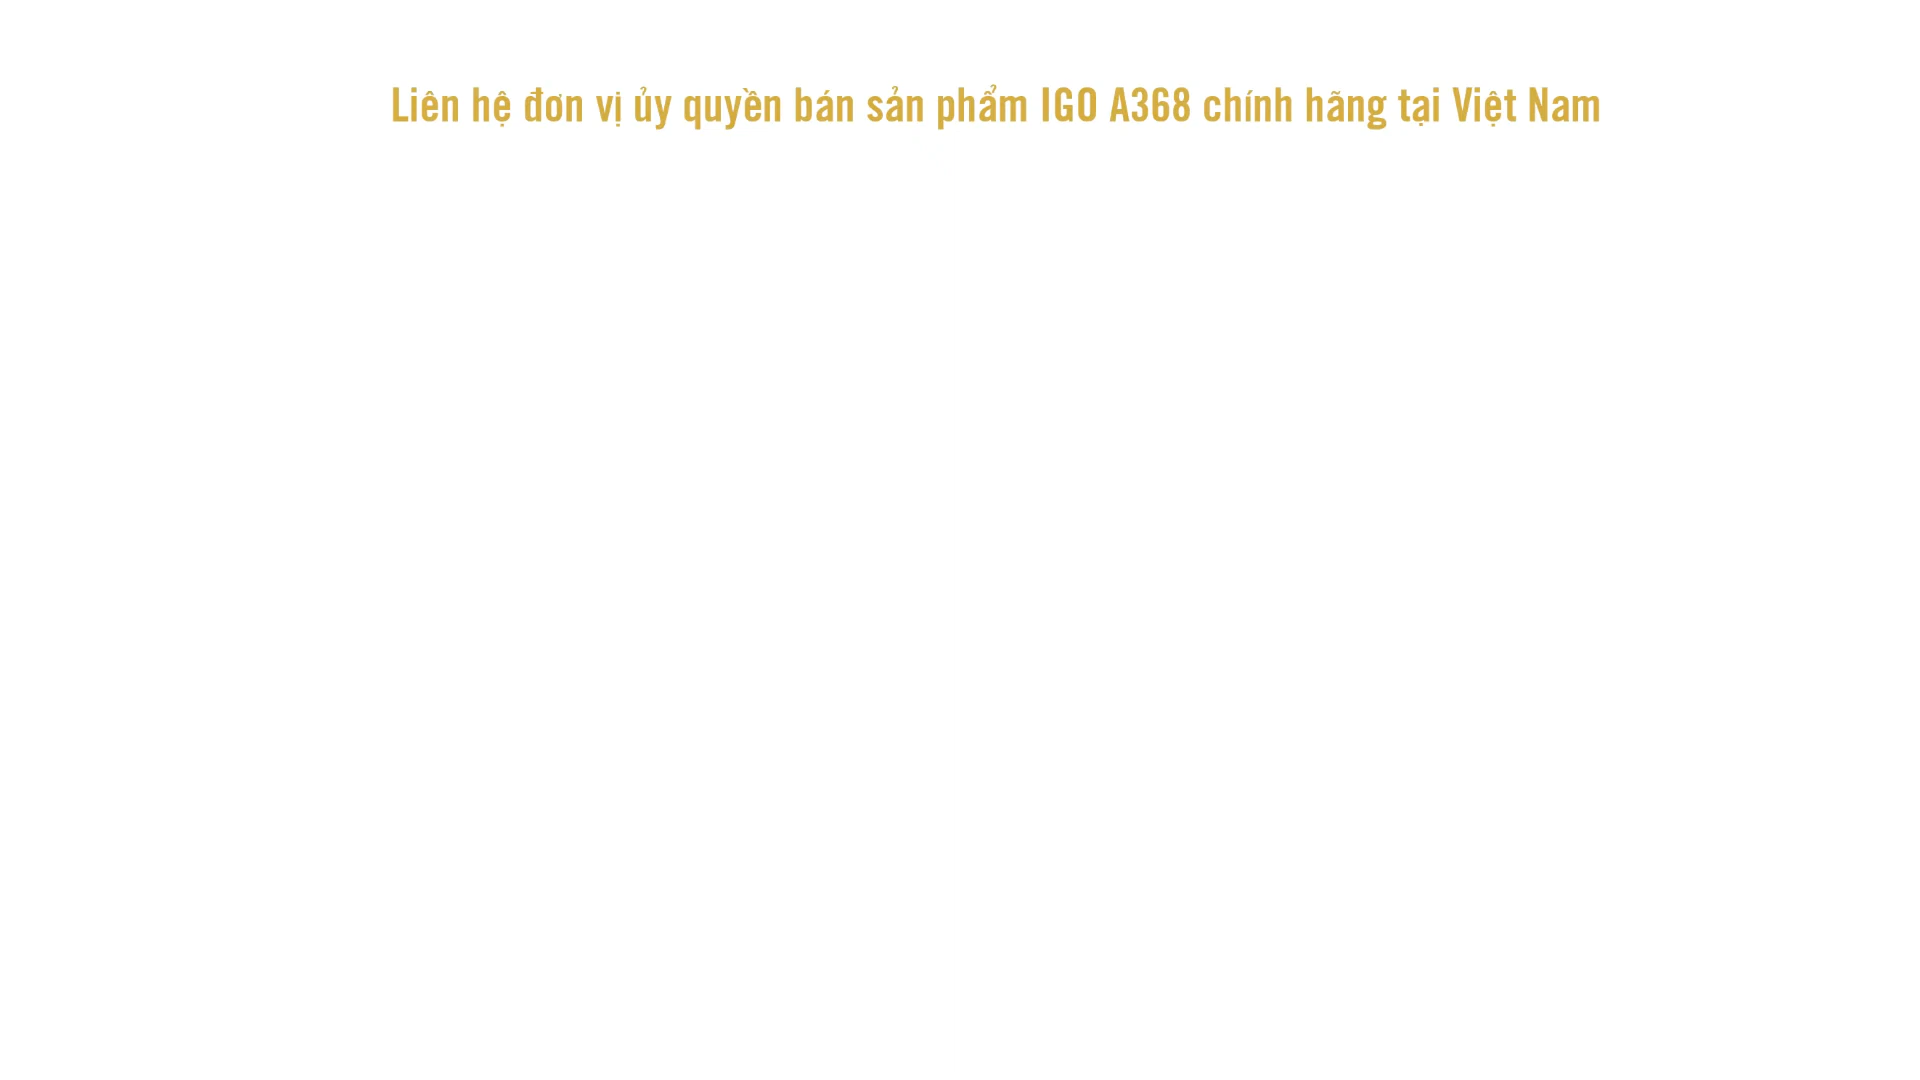 Liên hệ đơn vị ủy quyền bán sản phẩm IGO A368 chính hãng tại Việt Nam